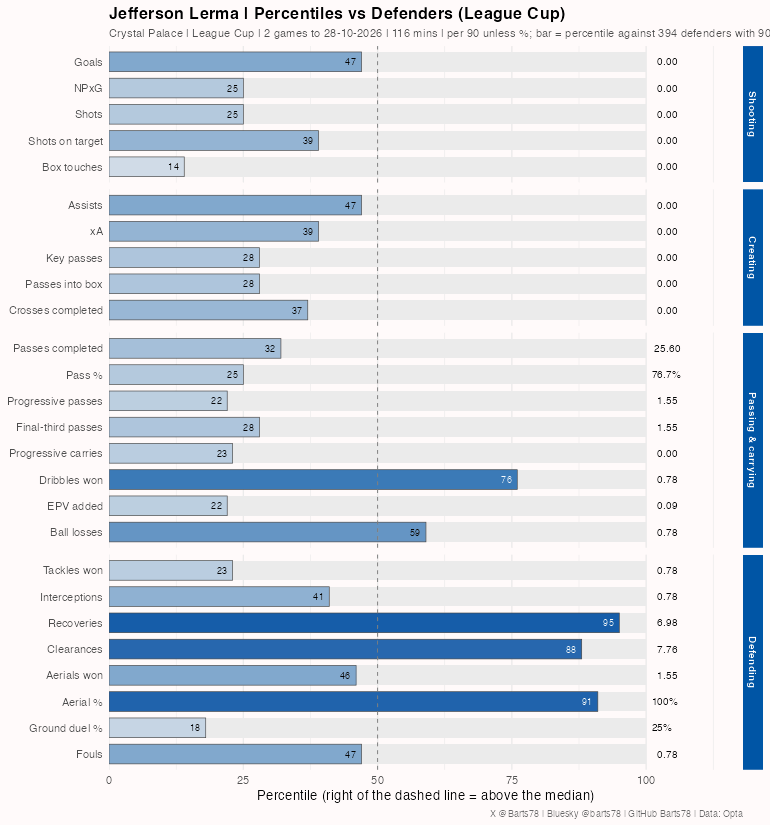 Jefferson Lerma | Percentiles vs Defenders (League Cup)
Crystal Palace | League Cup | 2 games to 28-10-2026 | 116 mins | per 90 unless %; bar = percentile against 394 defenders with 90
Goals 47 0.00
NPxG 25 0.00
Shots 25 0.00
Shots on target 39 0.00
Box touches 14 0.00
Shooting
Assists 47 0.00
xA 39 0.00
Key passes 28 0.00
Passes into box 28 0.00
Crosses completed 37 0.00
Creating
Passes completed 32 25.60
Pass % 25 76.7%
Progressive passes 22 1.55
Final-third passes 28 1.55
Progressive carries 23 0.00
Dribbles won 76 0.78
EPV added 22 0.09
Ball losses 59 0.78
Passing & carrying
Tackles won 23 0.78
Interceptions 41 0.78
Recoveries 95 6.98
Clearances 88 7.76
Aerials won 46 1.55
Aerial % 91 100%
Ground duel % 18 25%
Fouls 47 0.78
Defending
0 25 50 75 100
Percentile (right of the dashed line = above the median)
X @Barts78 | Bluesky @barts78 | GitHub Barts78 | Data: Opta